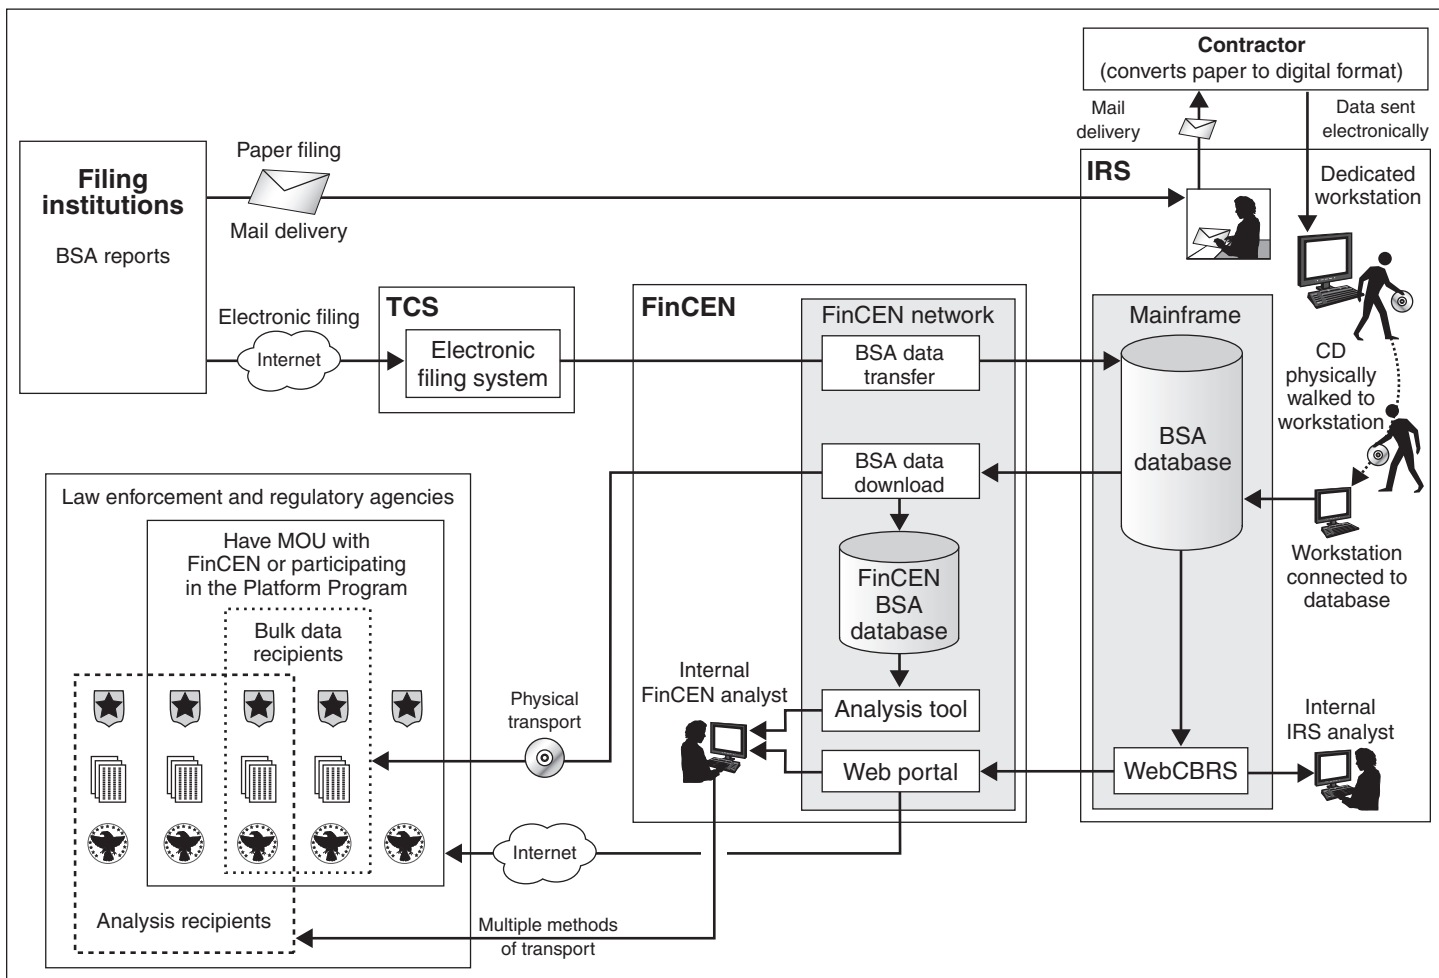 Contractor
(converts paper to digital format)
Mail
delivery
Data sent
electronically
Filing
institutions
BSA reports
Paper filing
Mail delivery
IRS
Dedicated
workstation
Electronic filing
Internet
TCS
Electronic
filing system
FinCEN
FinCEN network
BSA data
transfer
Mainframe
BSA
database
CD
physically
walked to
workstation
BSA data
download
FinCEN
BSA
database
Workstation
connected to
database
Law enforcement and regulatory agencies
Have MOU with
FinCEN or participating
in the Platform Program
Bulk data
recipients
Physical
transport
Internal
FinCEN analyst
Analysis tool
Web portal
WebCBRS
Internal
IRS analyst
Internet
Analysis recipients
Multiple methods
of transport